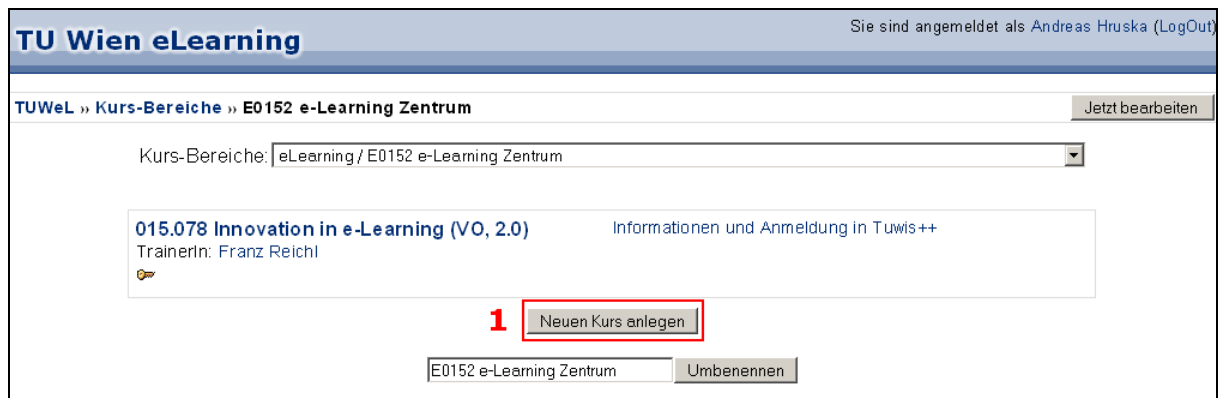 TU Wien eLearning
Sie sind angemeldet als Andreas Hruska (LogOut)
TUWeL » Kurs-Bereiche » E0152 e-Learning Zentrum
Jetzt bearbeiten
Kurs-Bereiche: eLearning / E0152 e-Learning Zentrum
015.078 Innovation in e-Learning (VO, 2.0)
Informationen und Anmeldung in Tuwis++
TrainerIn: Franz Reichl
1 Neuen Kurs anlegen
E0152 e-Learning Zentrum Umbenennen